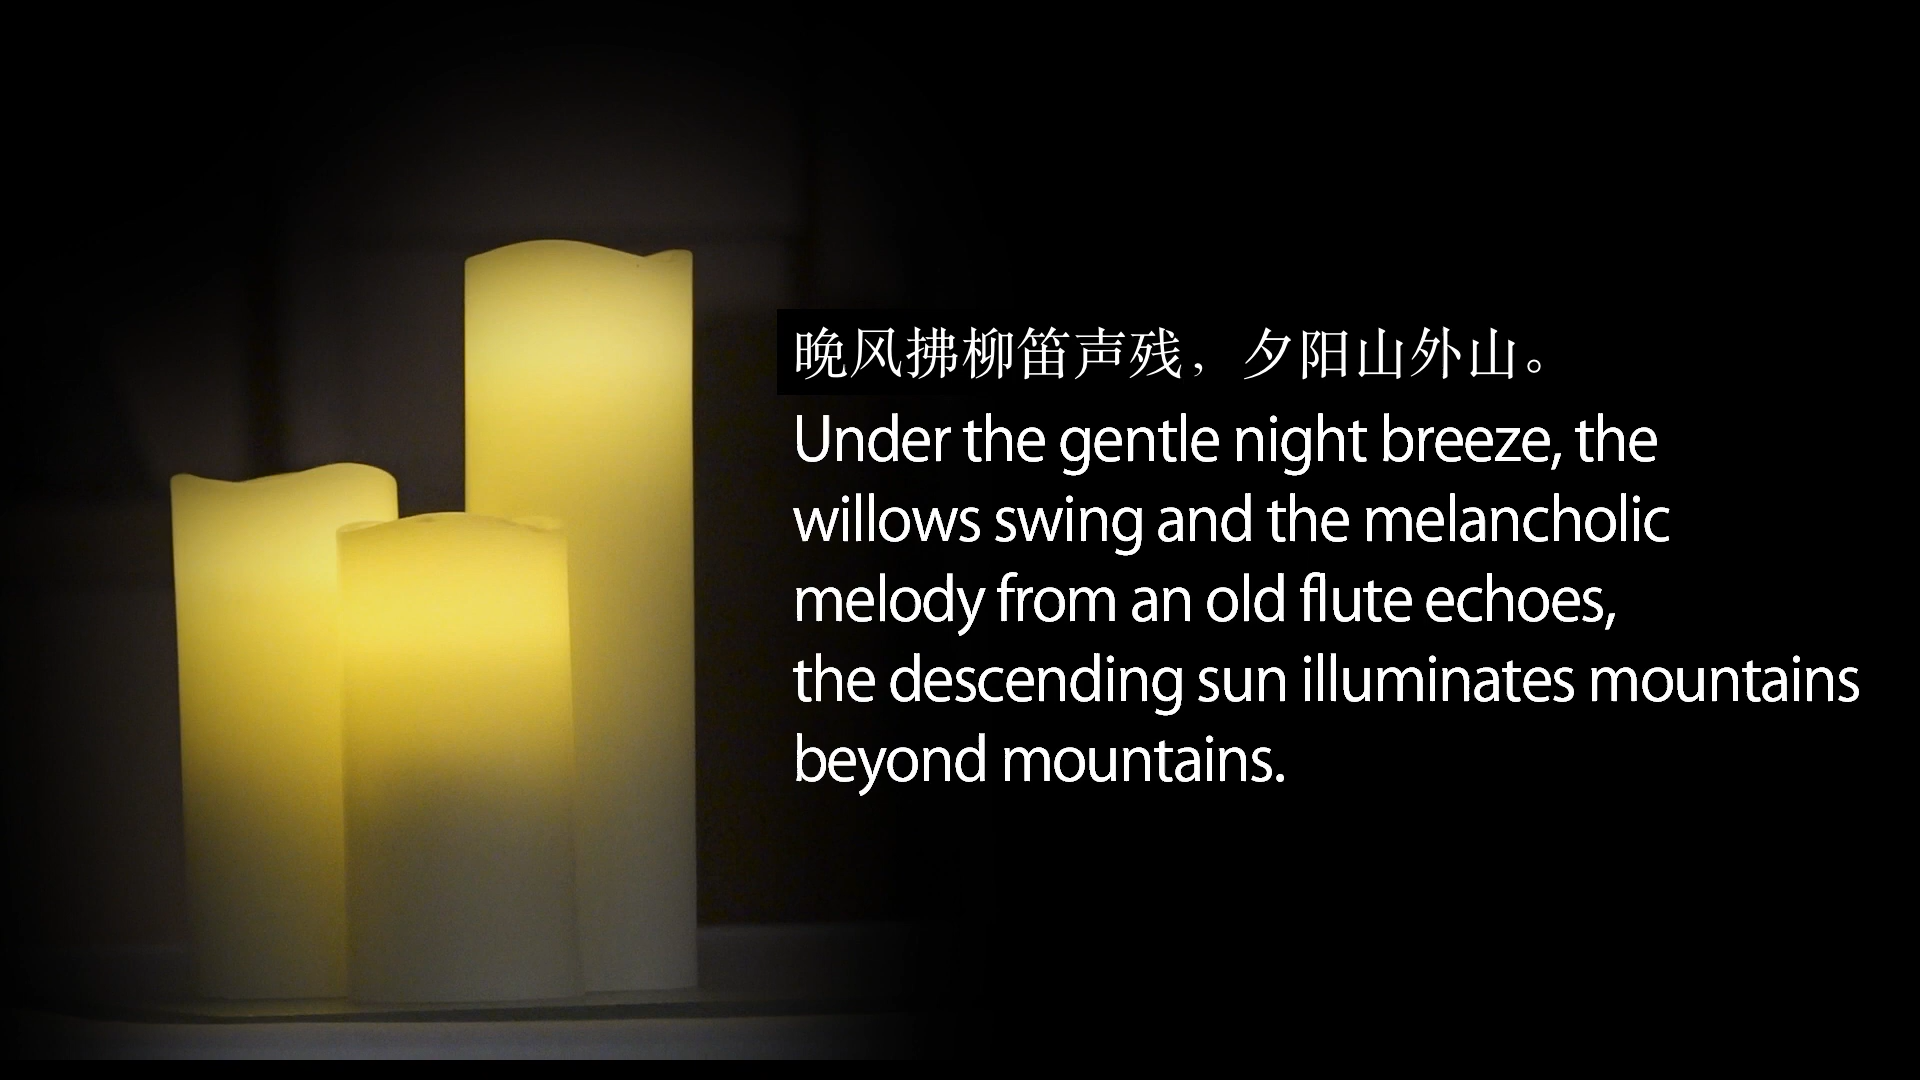 晚风拂柳笛声残，夕阳山外山。
Under the gentle night breeze, the
willows swing and the melancholic
melody from an old flute echoes,
the descending sun illuminates mountains
beyond mountains.